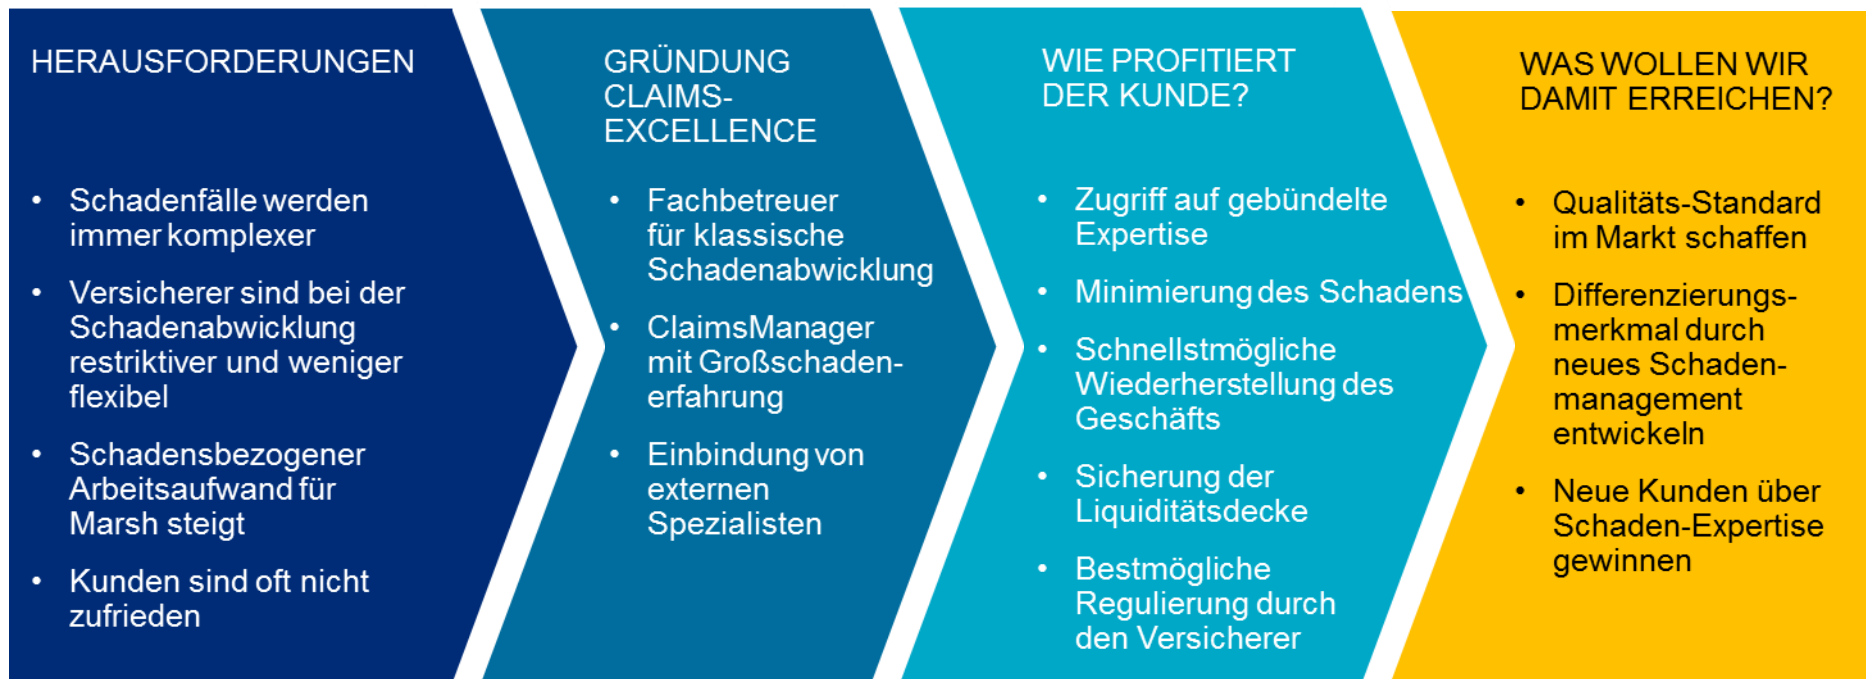 HERAUSFORDERUNGEN
• Schadenfälle werden
immer komplexer
• Versicherer sind bei der
Schadenabwicklung
restriktiver und weniger
flexibel
• Schadensbezogener
Arbeitsaufwand für
Marsh steigt
• Kunden sind oft nicht
zufrieden
GRÜNDUNG
CLAIMS-
EXCELLENCE
• Fachbetreuer
für klassische
Schadenabwicklung
• ClaimsManager
mit Großschaden-
erfahrung
• Einbindung von
externen
Spezialisten
WIE PROFITIERT
DER KUNDE?
• Zugriff auf gebündelte
Expertise
• Minimierung des Schadens
• Schnellstmögliche
Wiederherstellung des
Geschäfts
• Sicherung der
Liquiditätsdecke
• Bestmögliche
Regulierung durch
den Versicherer
WAS WOLLEN WIR
DAMIT ERREICHEN?
• Qualitäts-Standard
im Markt schaffen
• Differenzierungs-
merkmal durch
neues Schaden-
management
entwickeln
• Neue Kunden über
Schaden-Expertise
gewinnen